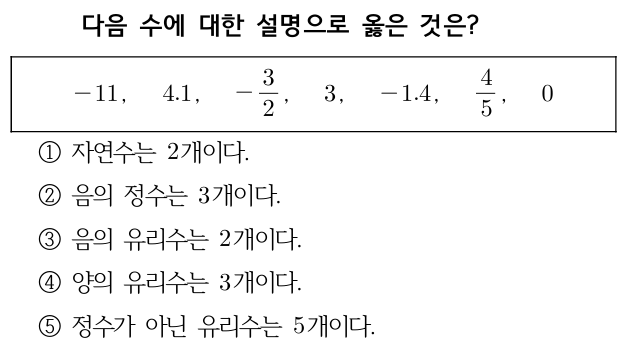 다음 수에 대한 설명으로 옳은 것은?
−11, 4.1, −3/2, 3, −1.4, 4/5, 0
① 자연수는 2개이다.
② 음의 정수는 3개이다.
③ 음의 유리수는 2개이다.
④ 양의 유리수는 3개이다.
⑤ 정수가 아닌 유리수는 5개이다.